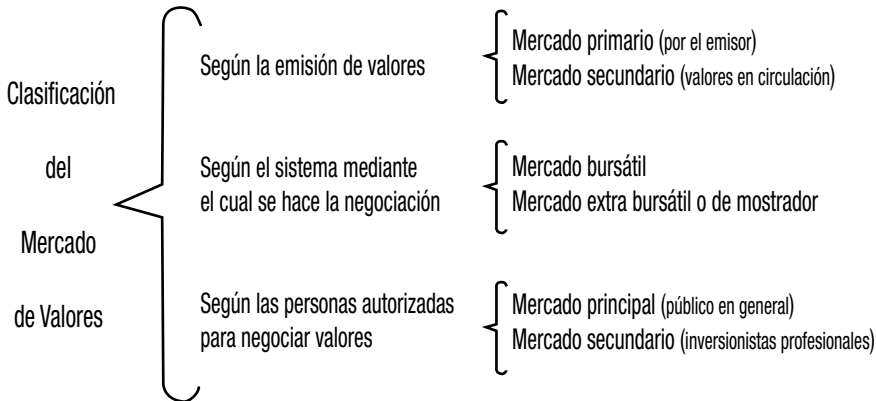 Clasificación
del
Mercado
de Valores
Según la emisión de valores
Mercado primario (por el emisor)
Mercado secundario (valores en circulación)
Según el sistema mediante
el cual se hace la negociación
Mercado bursátil
Mercado extra bursátil o de mostrador
Según las personas autorizadas
para negociar valores
Mercado principal (público en general)
Mercado secundario (inversionistas profesionales)